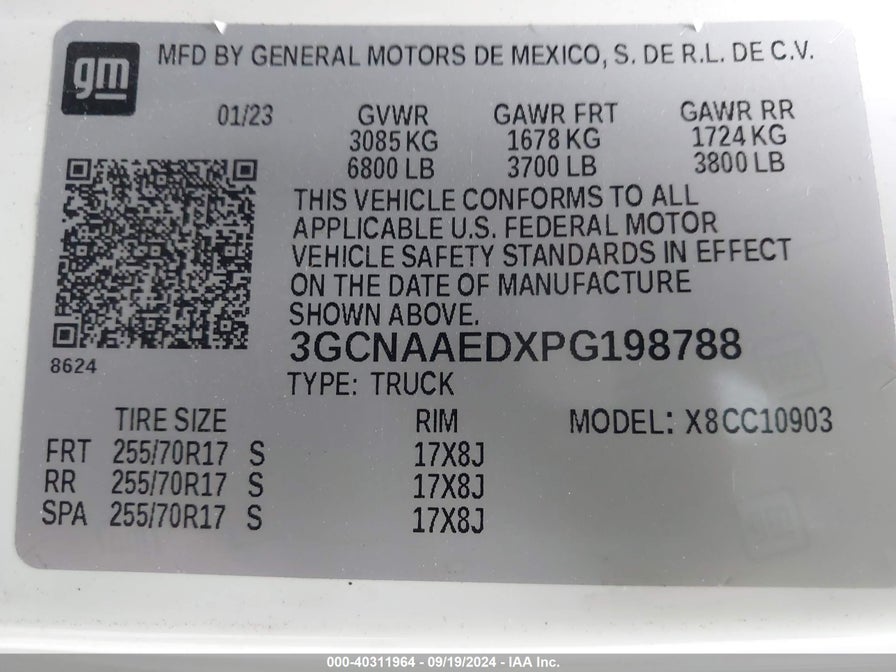 gm
MFD BY GENERAL MOTORS DE MEXICO, S. DE R.L. DE C.V.
01/23 GVWR GAWR FRT GAWR RR
3085 KG 1678 KG 1724 KG
6800 LB 3700 LB 3800 LB
THIS VEHICLE CONFORMS TO ALL
APPLICABLE U.S. FEDERAL MOTOR
VEHICLE SAFETY STANDARDS IN EFFECT
ON THE DATE OF MANUFACTURE
SHOWN ABOVE.
3GCNAAEDXPG198788
8624
TYPE: TRUCK
TIRE SIZE RIM MODEL: X8CC10903
FRT 255/70R17 S 17X8J
RR 255/70R17 S 17X8J
SPA 255/70R17 S 17X8J
000-40311964 - 09/19/2024 - IAA Inc.